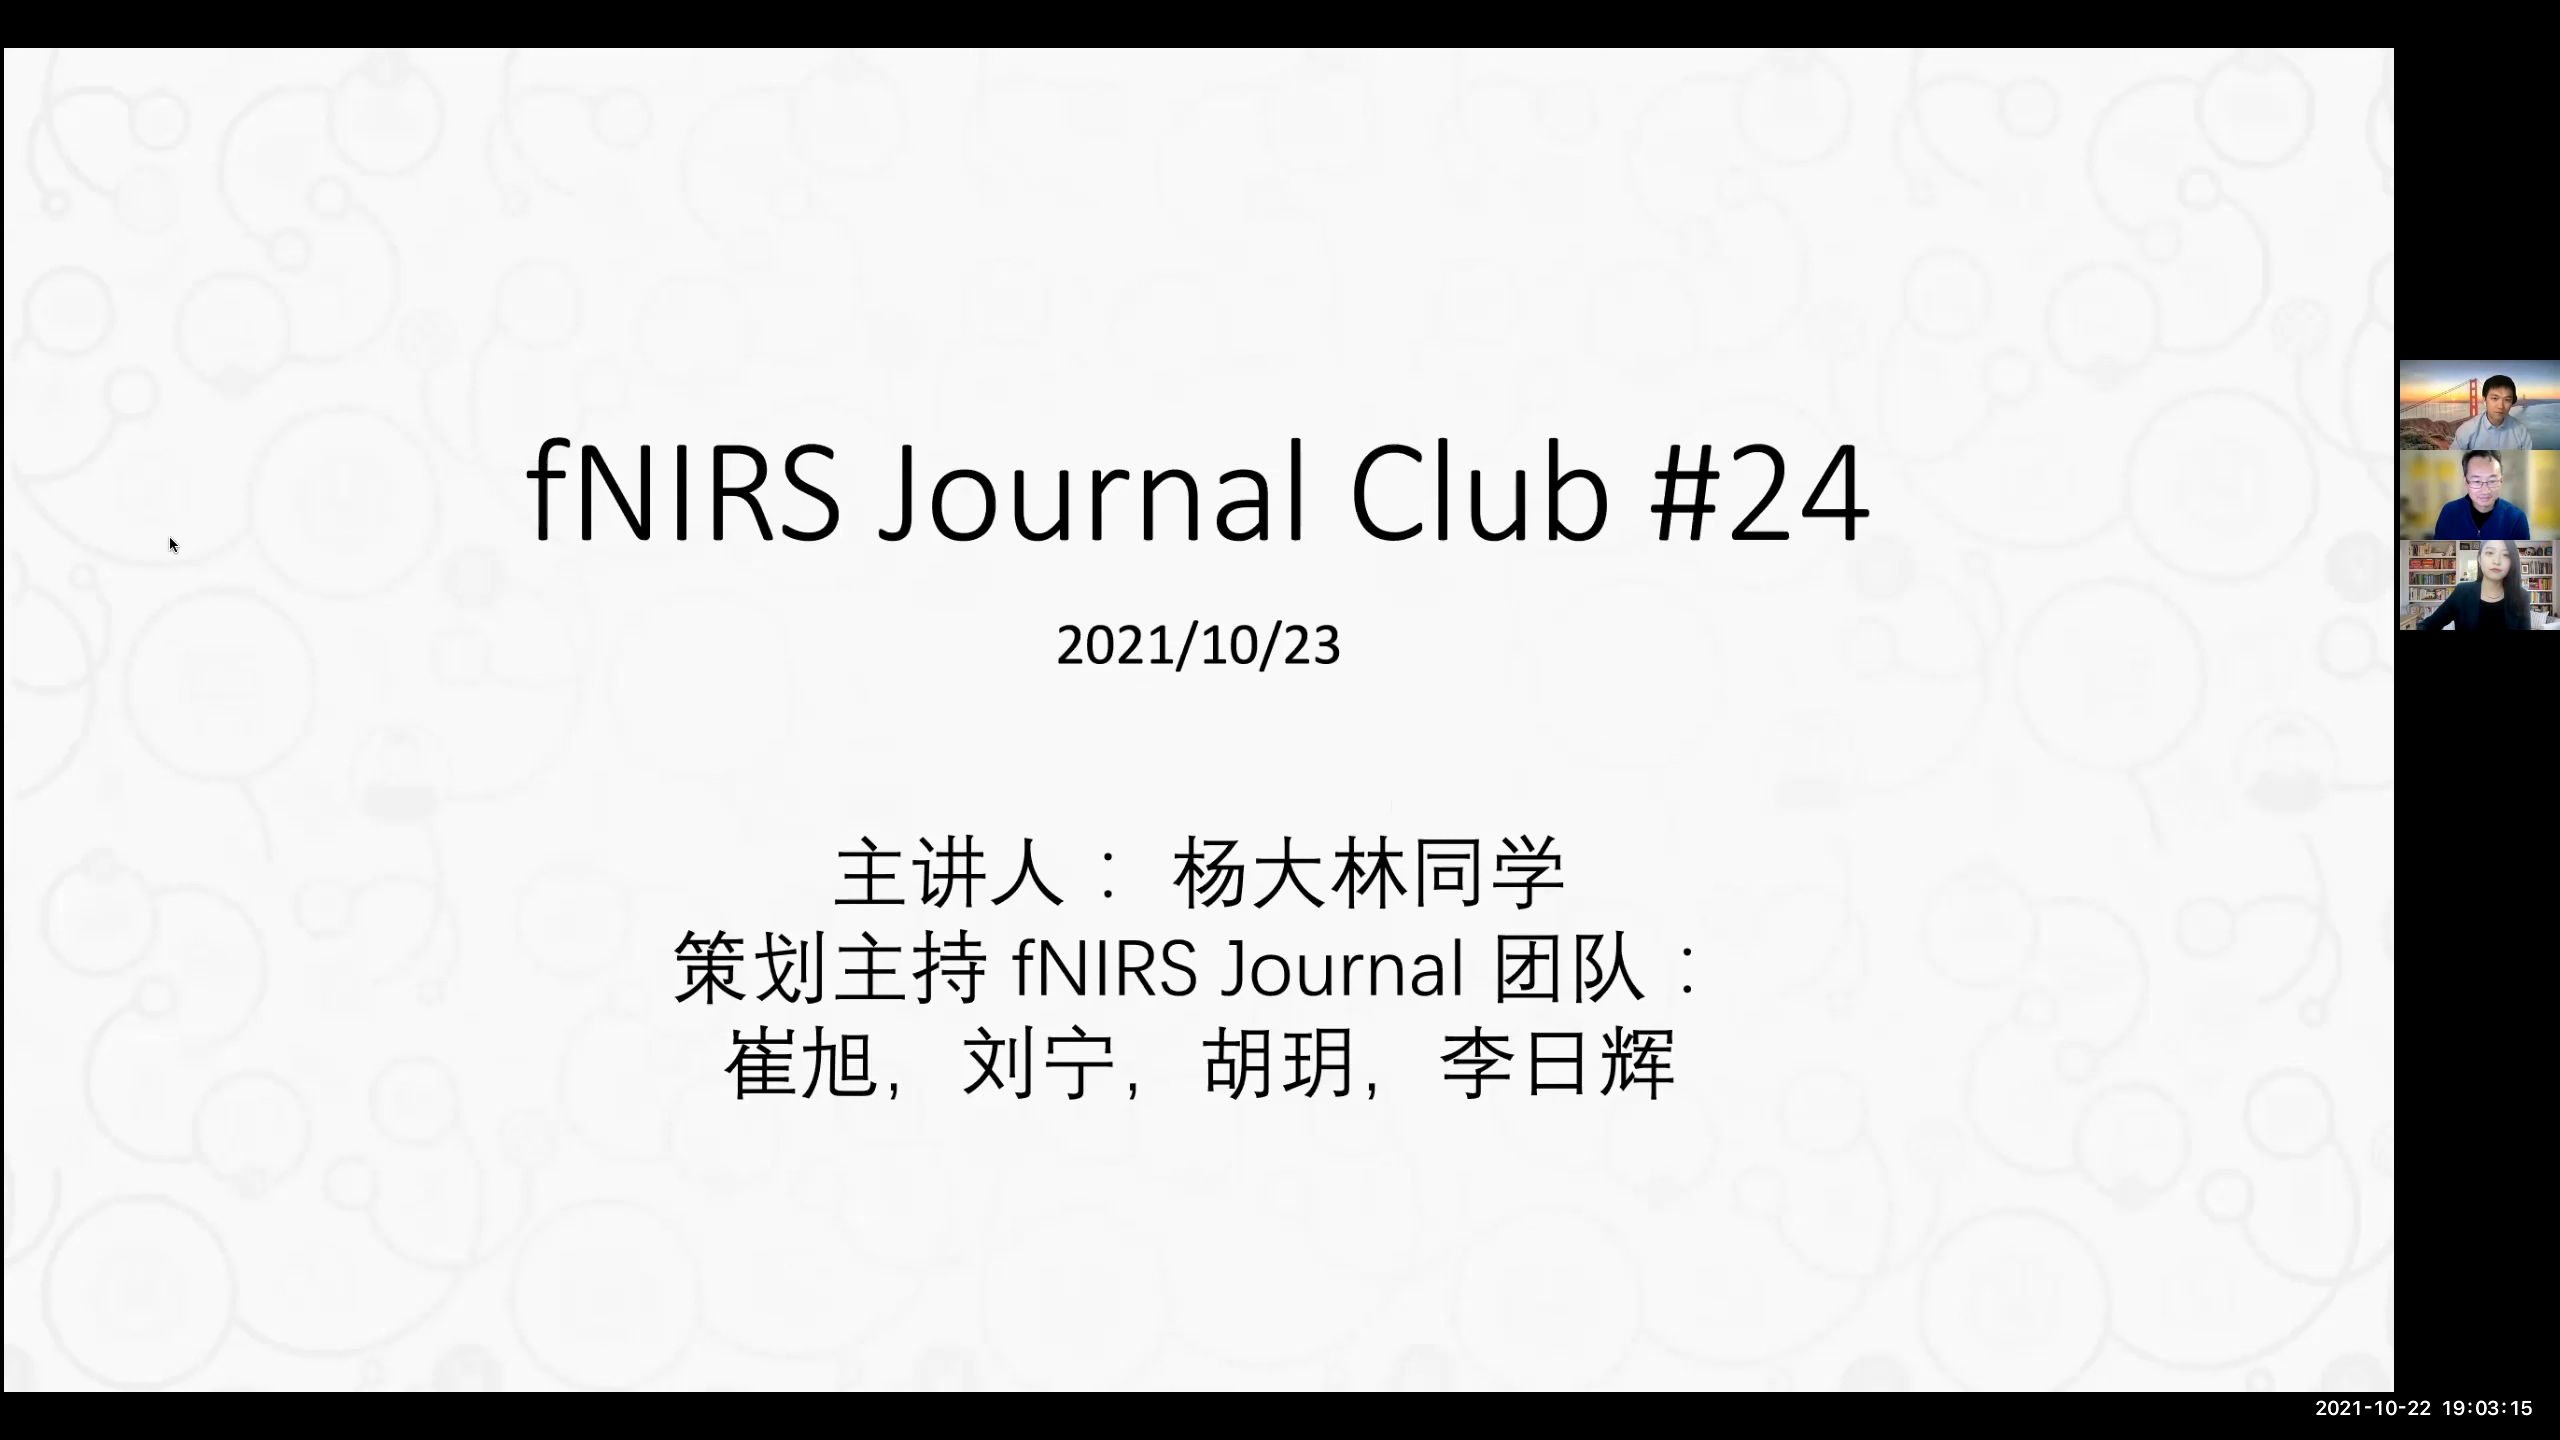 fNIRS Journal Club #24
2021/10/23
主讲人： 杨大林同学
策划主持 fNIRS Journal 团队：
崔旭， 刘宁， 胡玥， 李日辉
2021-10-22 19:03:15